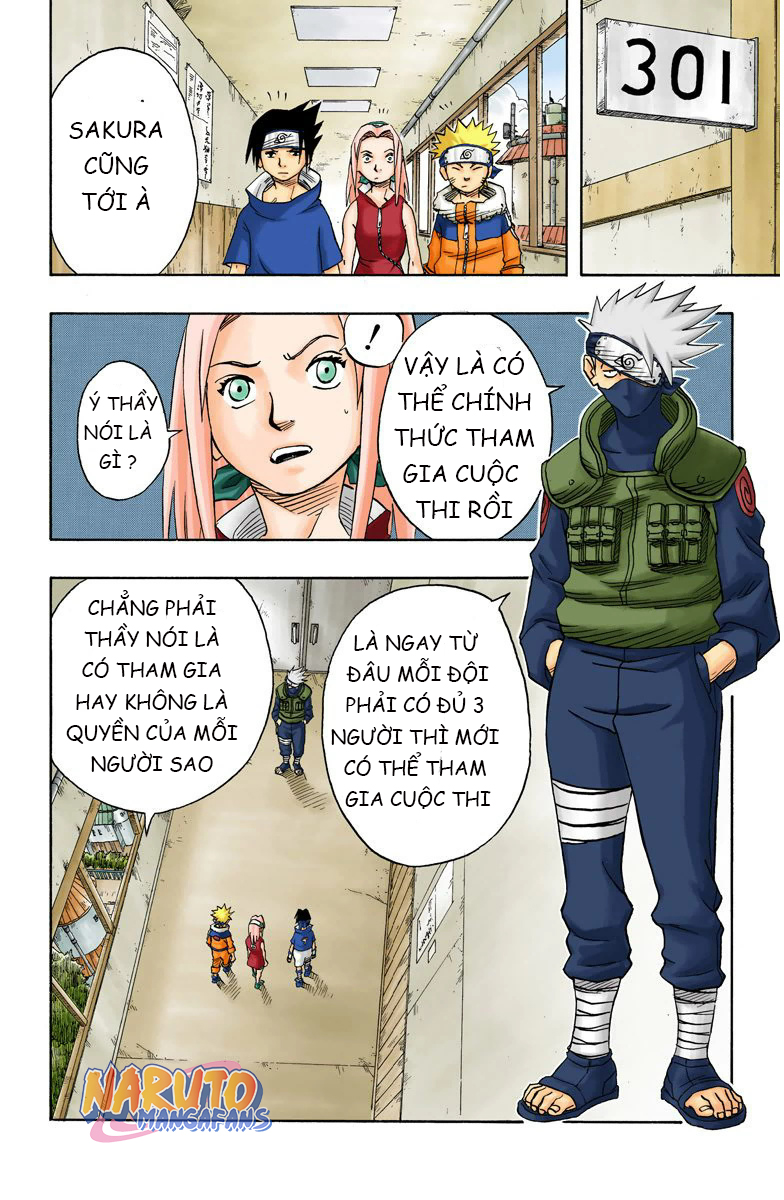 301
SAKURA
CŨNG
TỚI À
!
VẬY LÀ CÓ
THỂ CHÍNH
THỨC THAM
GIA CUỘC
THI RỒI
Ý THẦY
NÓI LÀ
GÌ ?
LÀ NGAY TỪ
ĐÂU MỖI ĐỘI
PHẢI CÓ ĐỦ 3
NGƯỜI THÌ MỚI
CÓ THỂ THAM
GIA CUỘC THI
CHẲNG PHẢI
THẦY NÓI LÀ
CÓ THAM GIA
HAY KHÔNG LÀ
QUYỀN CỦA MỖI
NGƯỜI SAO
NARUTO
MANGAFANS